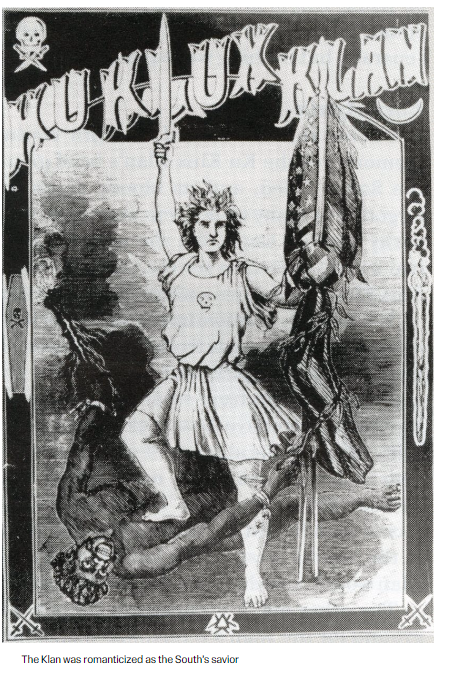 KU KLUX KLAN
The Klan was romanticized as the South's savior